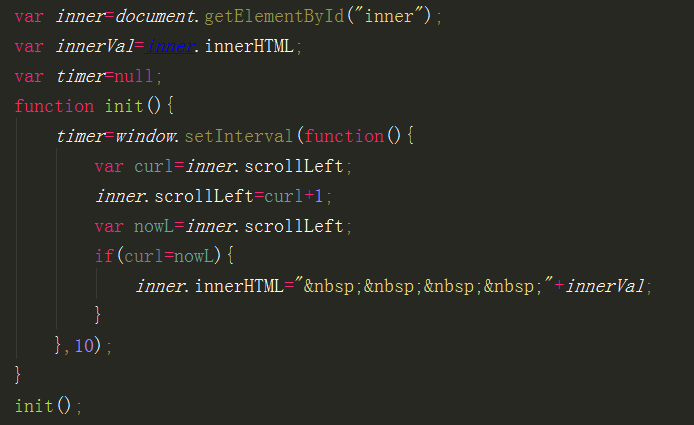 var inner=document.getElementById("inner");
var innerVal=inner.innerHTML;
var timer=null;
function init(){
    timer=window.setInterval(function(){
        var curl=inner.scrollLeft;
        inner.scrollLeft=curl+1;
        var nowL=inner.scrollLeft;
        if(curl=nowL){
            inner.innerHTML="&nbsp;&nbsp;&nbsp;&nbsp;"+innerVal;
        }
    },10);
}
init();